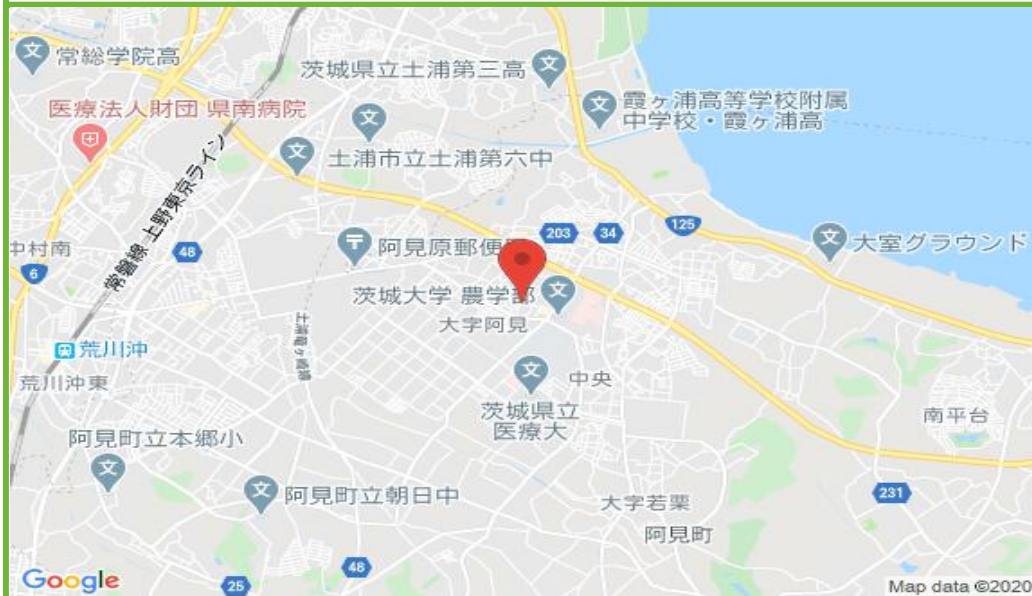 常総学院高
茨城県立土浦第三高
医療法人財団 県南病院
霞ヶ浦高等学校附属
中学校・霞ヶ浦高
土浦市立土浦第六中
常磐線 上野東京ライン
中村南
6
48
阿見原郵便
203
34
125
大室グラウンド
茨城大学 農学部
大字阿見
土浦竜ヶ崎線
荒川沖
荒川沖東
中央
茨城県立
医療大
南平台
阿見町立本郷小
阿見町立朝日中
大字若栗
阿見町
231
48
25
Google
Map data ©2020